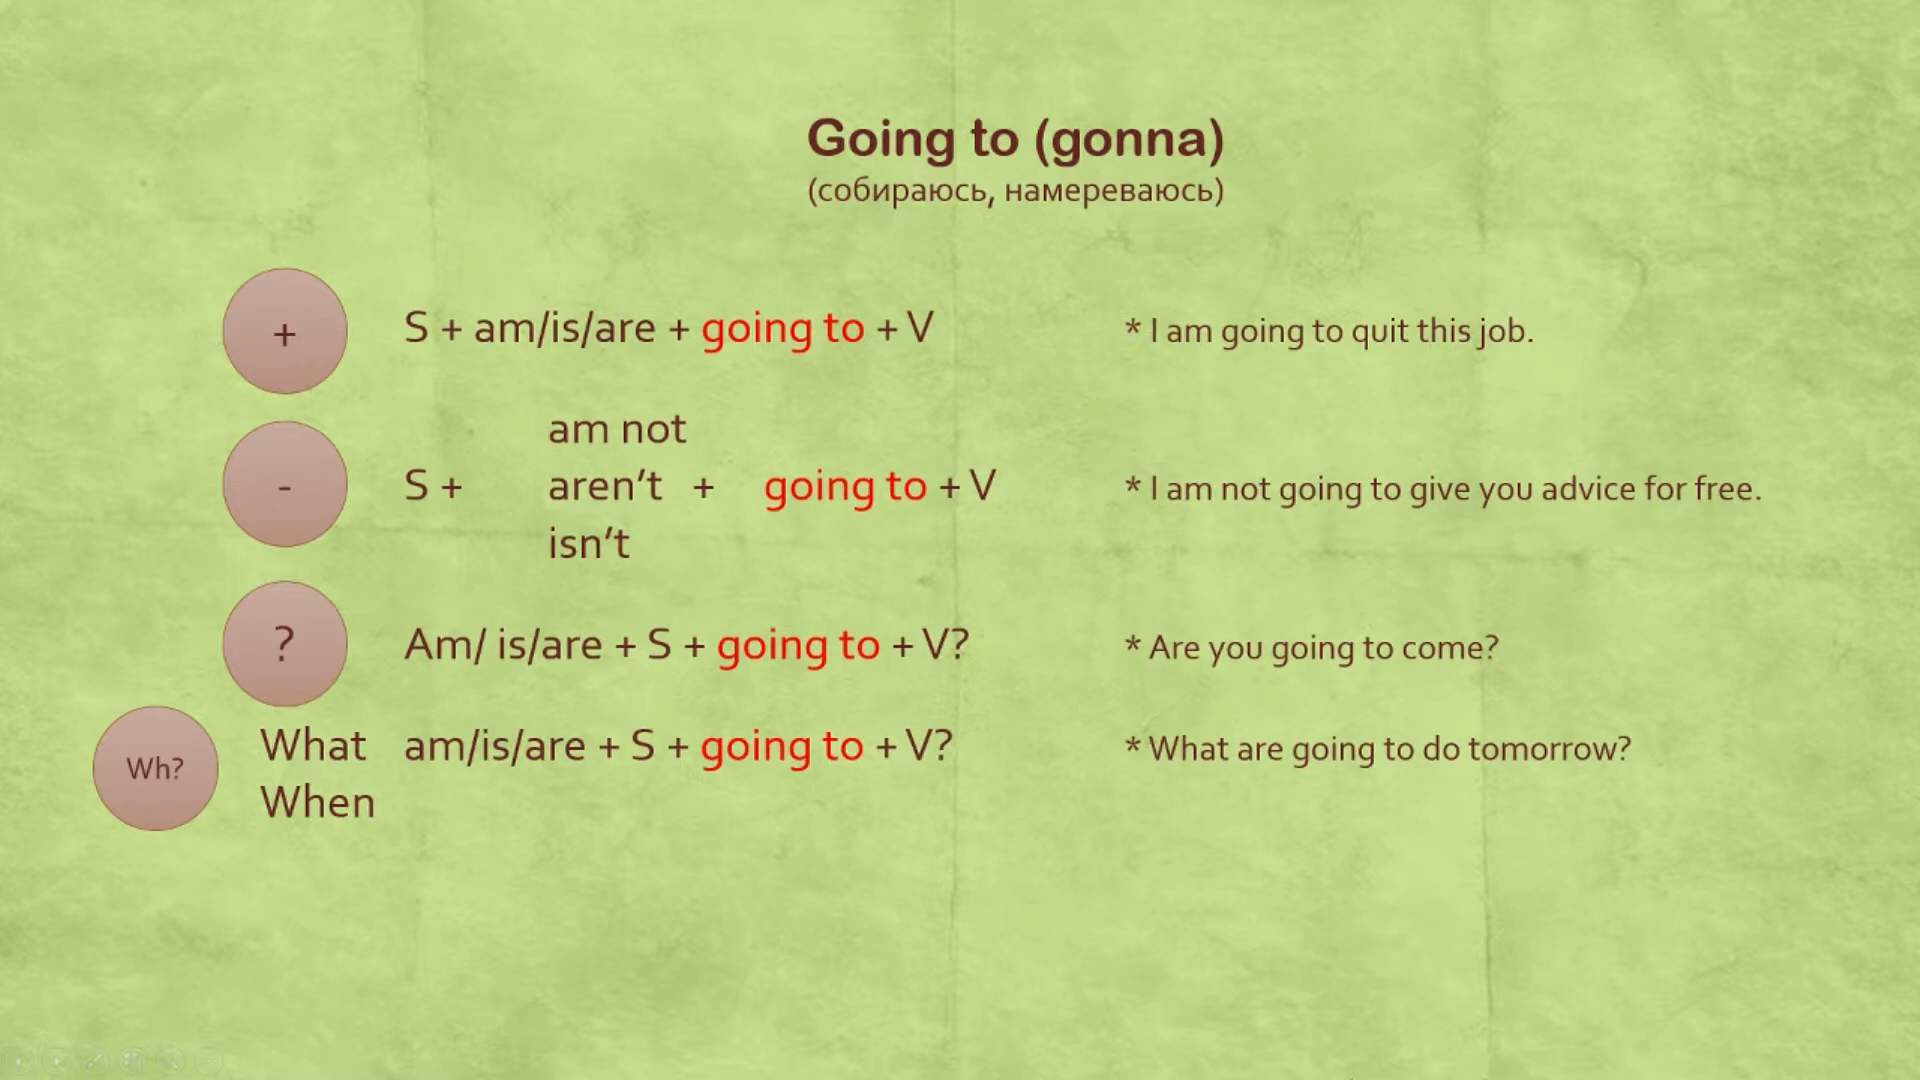 Going to (gonna)
(собираюсь, намереваюсь)
+ S + am/is/are + going to + V * I am going to quit this job.
am not
- S + aren’t + going to + V * I am not going to give you advice for free.
isn’t
? Am/ is/are + S + going to + V? * Are you going to come?
Wh? What am/is/are + S + going to + V? * What are going to do tomorrow?
When